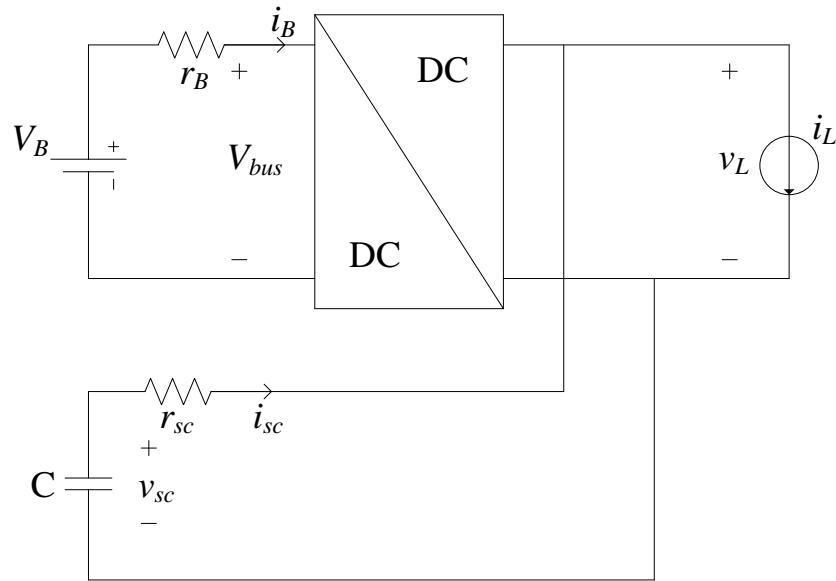 i_B
r_B
+
DC
+
V_B
+
−
V_bus
v_L
i_L
−
DC
−
r_sc
i_sc
+
C
v_sc
−